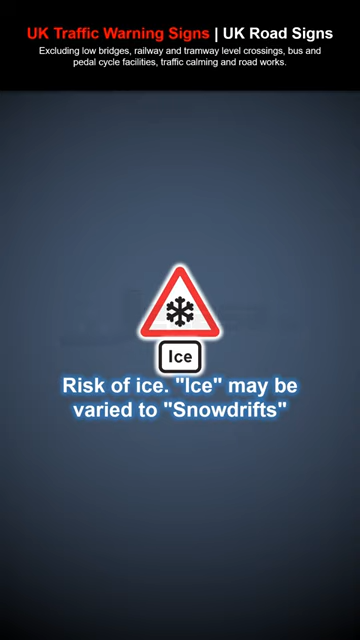 UK Traffic Warning Signs | UK Road Signs
Excluding low bridges, railway and tramway level crossings, bus and
pedal cycle facilities, traffic calming and road works.
Ice
Risk of ice. "Ice" may be
varied to "Snowdrifts"